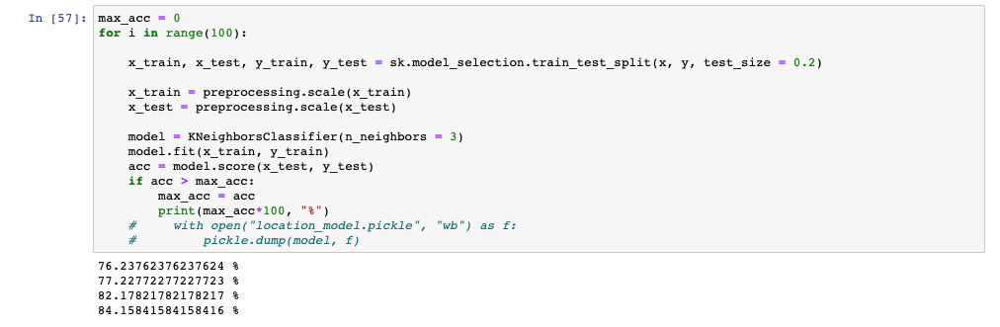 In [57]: max_acc = 0
for i in range(100):
x_train, x_test, y_train, y_test = sk.model_selection.train_test_split(x, y, test_size = 0.2)
x_train = preprocessing.scale(x_train)
x_test = preprocessing.scale(x_test)
model = KNeighborsClassifier(n_neighbors = 3)
model.fit(x_train, y_train)
acc = model.score(x_test, y_test)
if acc > max_acc:
max_acc = acc
print(max_acc*100, "%")
# with open("location_model.pickle", "wb") as f:
# pickle.dump(model, f)
76.23762376237624 %
77.22772277227723 %
82.17821782178217 %
84.15841584158416 %